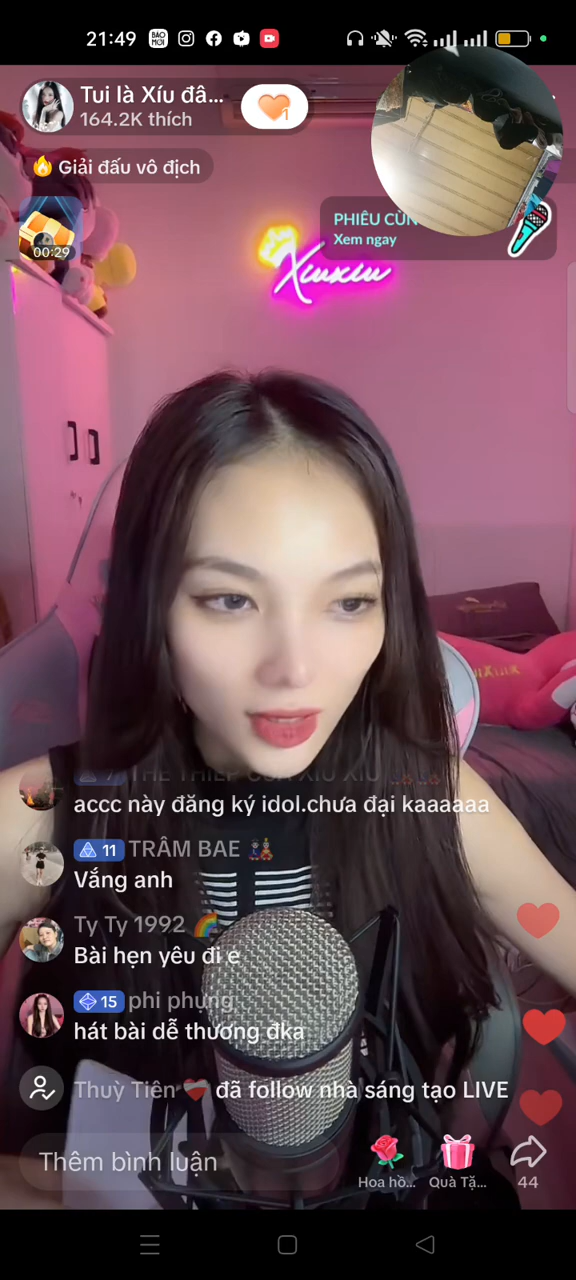 21:49
BÁO MỚI
Tui là Xíu đâ...
164.2K thích
1
Giải đấu vô địch
00:29
PHIÊU CÙN
Xem ngay
Xiuxiu
accc này đăng ký idol.chưa đại kaaaaaa
11 TRÂM BAE
Vắng anh
Ty Ty 1992
Bài hẹn yêu đi e
15 phi phụng
hát bài dễ thương đka
Thuỳ Tiên đã follow nhà sáng tạo LIVE
Thêm bình luận
Hoa hồ...
Quà Tặ...
44